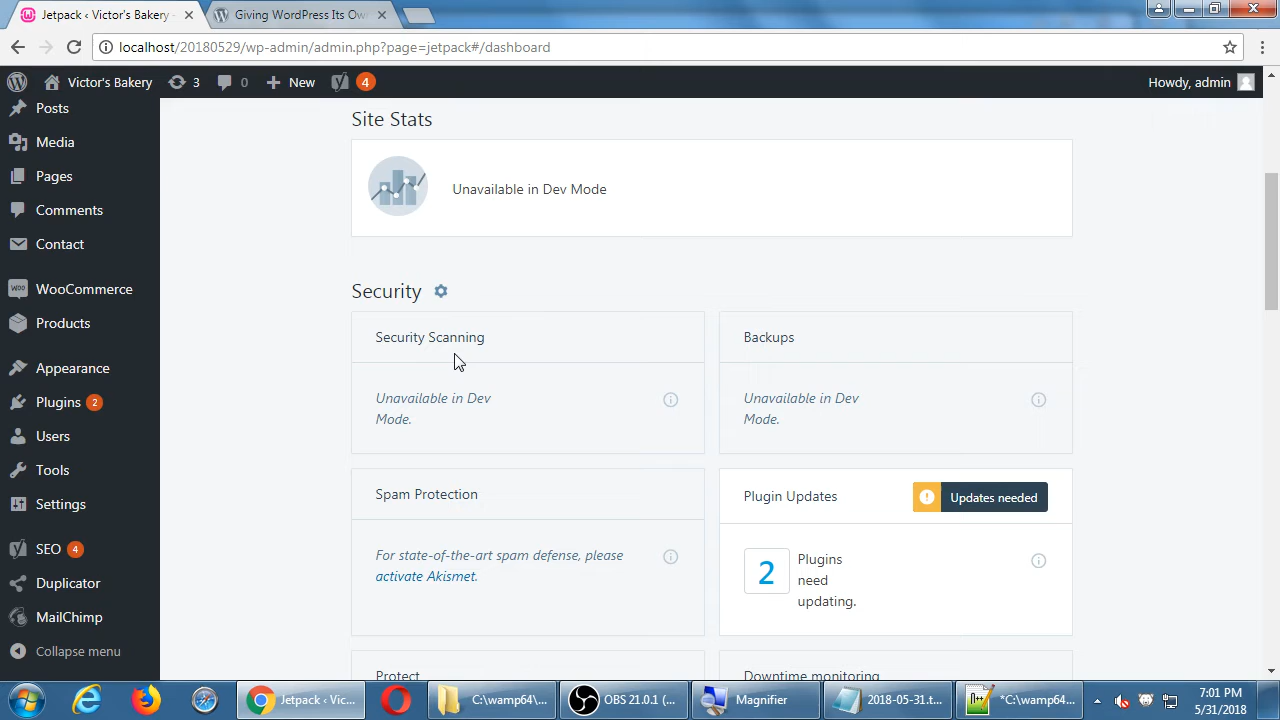 Jetpack ‹ Victor's Bakery -
Giving WordPress Its Ow
localhost/20180529/wp-admin/admin.php?page=jetpack#/dashboard
Victor's Bakery
3
0
New
4
Howdy, admin
Posts
Media
Pages
Comments
Contact
WooCommerce
Products
Appearance
Plugins 2
Users
Tools
Settings
SEO 4
Duplicator
MailChimp
Collapse menu
Site Stats
Unavailable in Dev Mode
Security
Security Scanning
Unavailable in Dev
Mode.
Backups
Unavailable in Dev
Mode.
Spam Protection
For state-of-the-art spam defense, please
activate Akismet.
Plugin Updates
Updates needed
2
Plugins
need
updating.
Protect
Downtime monitoring
Jetpack ‹ Vic...
C:\wamp64\...
OBS 21.0.1 (...
Magnifier
2018-05-31.t...
*C:\wamp64...
7:01 PM
5/31/2018